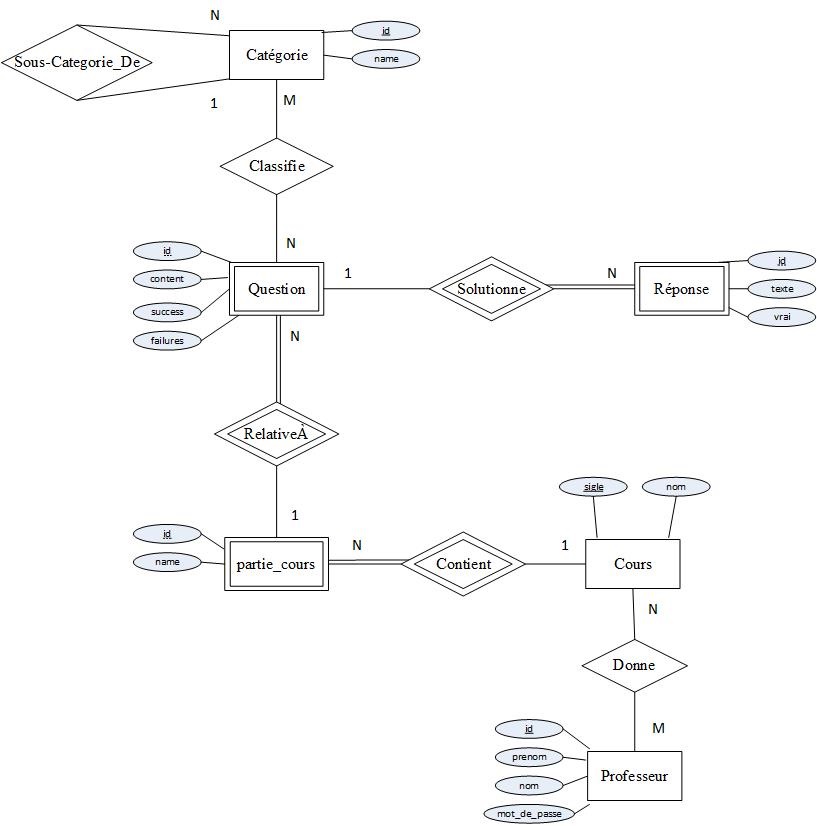 N
id
Sous-Categorie_De
Catégorie
name
1
M
Classifie
N
id
content
success
failures
Question
1
Solutionne
N
Réponse
id
texte
vrai
N
RelativeÀ
1
id
name
partie_cours
N
Contient
1
sigle
nom
Cours
N
Donne
M
id
prenom
nom
mot_de_passe
Professeur